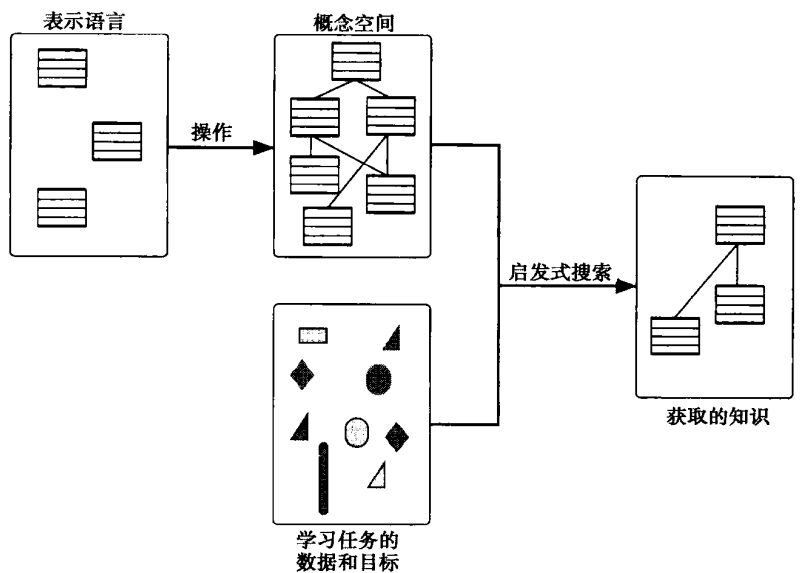 表示语言
概念空间
操作
启发式搜索
获取的知识
学习任务的
数据和目标